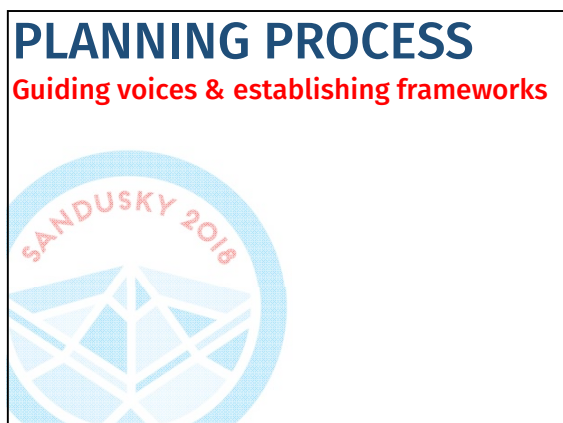 PLANNING PROCESS
Guiding voices & establishing frameworks
SANDUSKY 2018